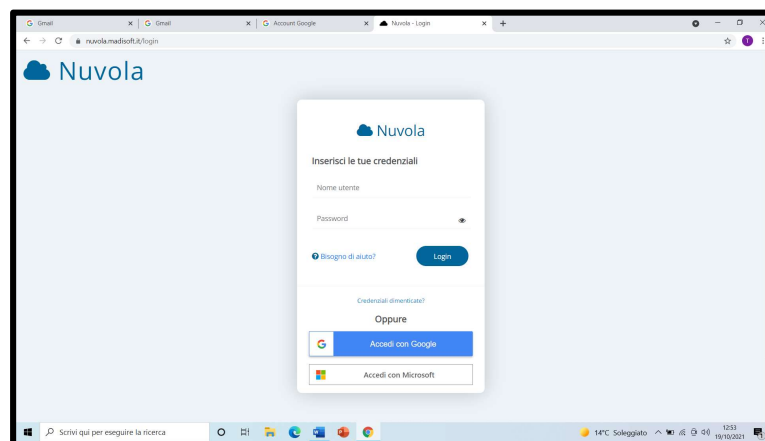 Gmail
Gmail
Account Google
Nuvola - Login
nuvola.madisoft.it/login
T
Nuvola
Nuvola
Inserisci le tue credenziali
Nome utente
Password
Bisogno di aiuto?
Login
Credenziali dimenticate?
Oppure
Accedi con Google
Accedi con Microsoft
Scrivi qui per eseguire la ricerca
14°C Soleggiato
12:53
19/10/2021